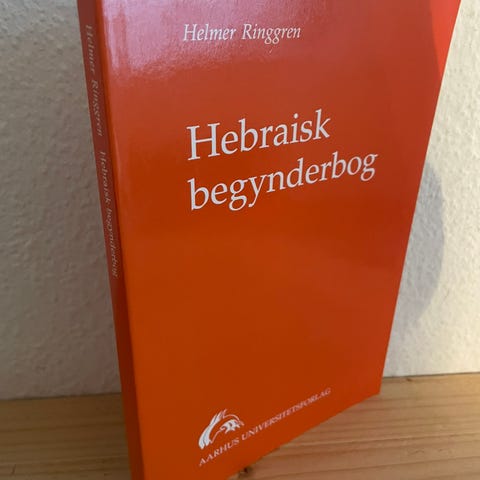 Helmer Ringgren
Hebraisk
begynderbog
AARHUS UNIVERSITETSFORLAG
Helmer Ringgren Hebraisk begynderbog